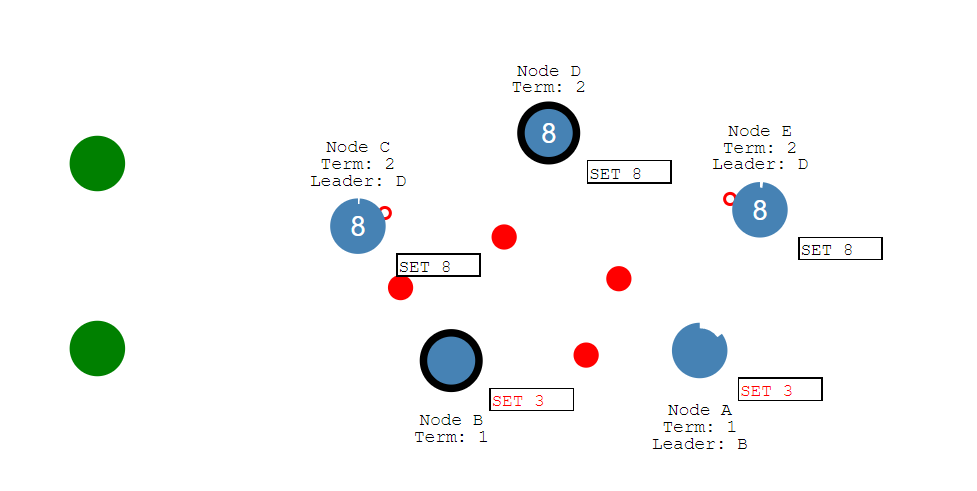 Node D
Term: 2
8
SET 8
Node C
Term: 2
Leader: D
8
SET 8
Node E
Term: 2
Leader: D
8
SET 8
SET 3
Node B
Term: 1
SET 3
Node A
Term: 1
Leader: B